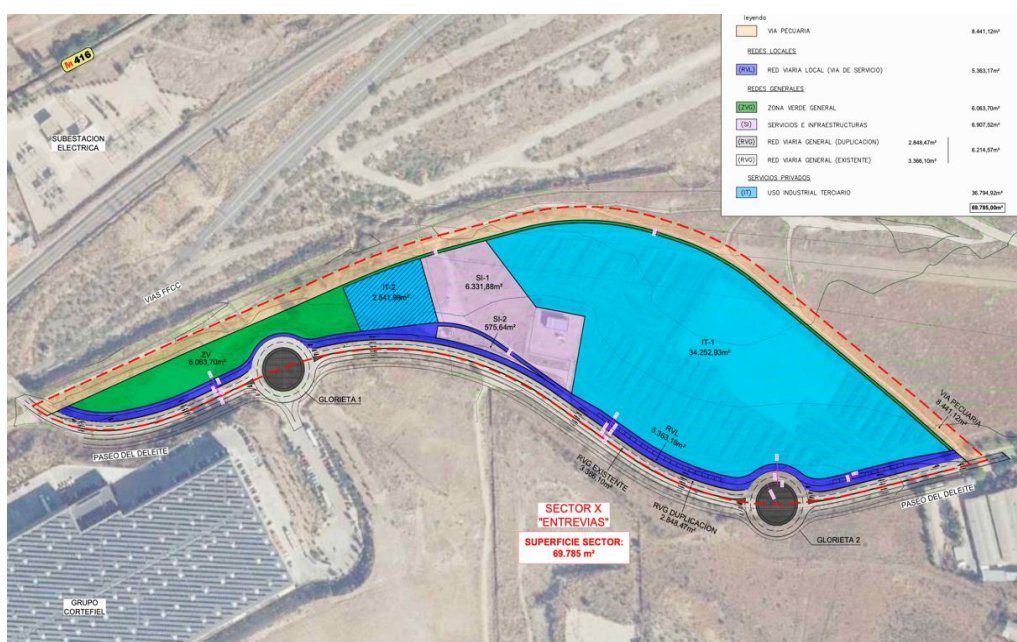 leyenda
VIA PECUARIA 8.441,12m²
REDES LOCALES
(RVL) RED VIARIA LOCAL (VIA DE SERVICIO) 5.363,17m²
REDES GENERALES
(ZVG) ZONA VERDE GENERAL 6.063,70m²
(SI) SERVICIOS E INFRAESTRUCTURAS 6.907,52m²
(RVG) RED VIARIA GENERAL (DUPLICACION) 2.848,47m²
6.214,57m²
(RVG) RED VIARIA GENERAL (EXISTENTE) 3.366,10m²
SERVICIOS PRIVADOS
(IT) USO INDUSTRIAL TERCIARIO 36.794,92m²
69.785,00m²
M 416
SUBESTACION
ELECTRICA
VIAS FFCC
IT-2
2.541,99m²
SI-1
6.331,88m²
SI-2
575,64m²
IT-1
34.252,93m²
ZV
6.063,70m²
GLORIETA 1
VIA PECUARIA
8.441,12m²
RVL
5.363,16m²
RVG EXISTENTE
3.366,10m²
RVG DUPLICACION
2.848,47m²
PASEO DEL DELEITE
PASEO DEL DELEITE
GLORIETA 2
SECTOR X
"ENTREVIAS"
SUPERFICIE SECTOR:
69.785 m²
GRUPO
CORTEFIEL